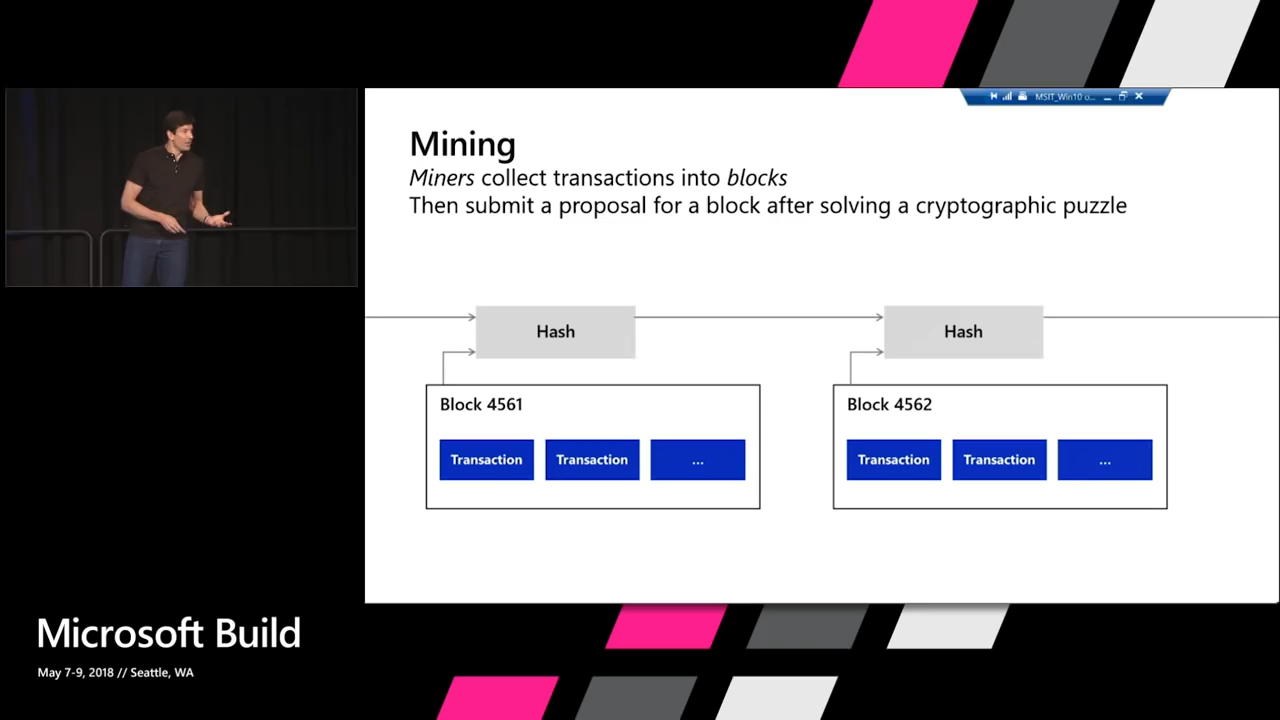 MSIT_Win10 o...
Mining
Miners collect transactions into blocks
Then submit a proposal for a block after solving a cryptographic puzzle
Hash
Hash
Block 4561
Block 4562
Transaction
Transaction
...
Transaction
Transaction
...
Microsoft Build
May 7-9, 2018 // Seattle, WA